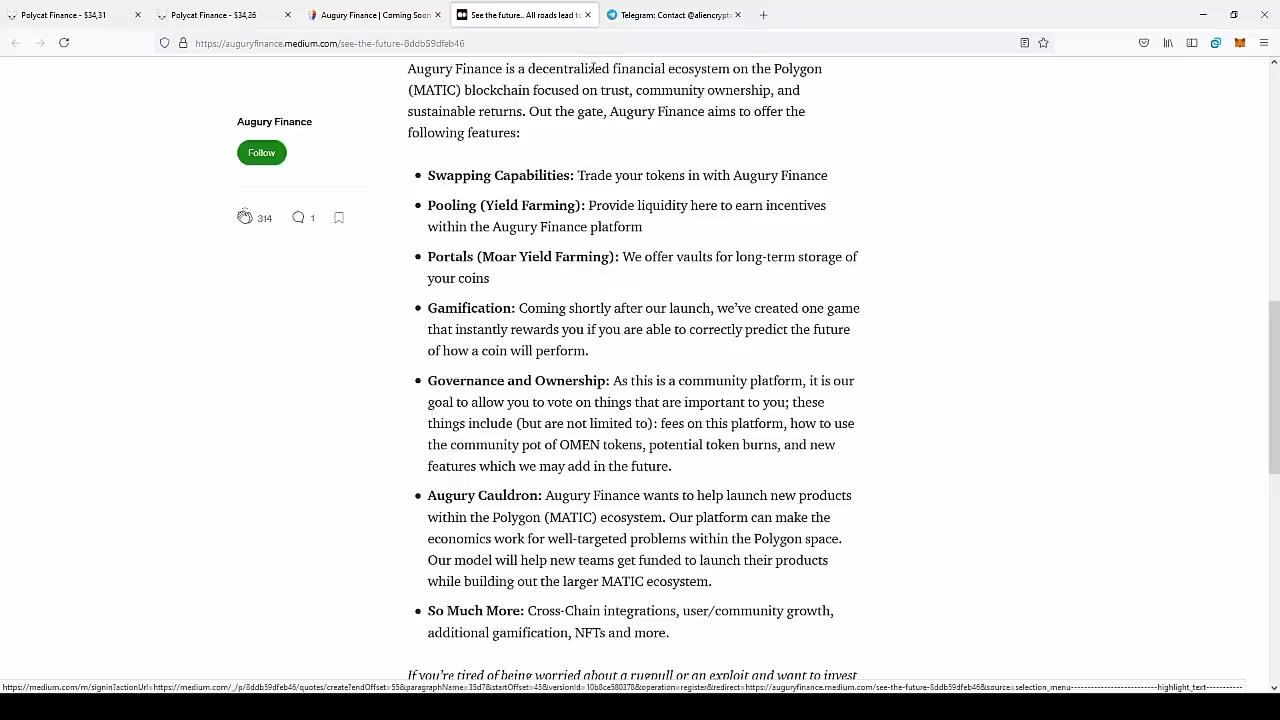 Polycat Finance - $34,31
Polycat Finance - $34,26
Augury Finance | Coming Soon
See the future.. All roads lead to
Telegram: Contact @aliencrypto
https://auguryfinance.medium.com/see-the-future-8ddb59dfeb46
Augury Finance is a decentralized financial ecosystem on the Polygon
(MATIC) blockchain focused on trust, community ownership, and
sustainable returns. Out the gate, Augury Finance aims to offer the
following features:
Augury Finance
Follow
314
1
• Swapping Capabilities: Trade your tokens in with Augury Finance
• Pooling (Yield Farming): Provide liquidity here to earn incentives
within the Augury Finance platform
• Portals (Moar Yield Farming): We offer vaults for long-term storage of
your coins
• Gamification: Coming shortly after our launch, we’ve created one game
that instantly rewards you if you are able to correctly predict the future
of how a coin will perform.
• Governance and Ownership: As this is a community platform, it is our
goal to allow you to vote on things that are important to you; these
things include (but are not limited to): fees on this platform, how to use
the community pot of OMEN tokens, potential token burns, and new
features which we may add in the future.
• Augury Cauldron: Augury Finance wants to help launch new products
within the Polygon (MATIC) ecosystem. Our platform can make the
economics work for well-targeted problems within the Polygon space.
Our model will help new teams get funded to launch their products
while building out the larger MATIC ecosystem.
• So Much More: Cross-Chain integrations, user/community growth,
additional gamification, NFTs and more.
If you’re tired of being worried about a rugpull or an exploit and want to invest
https://medium.com/m/signin?actionUrl=https://medium.com/_/p/8ddb59dfeb46/quotes/create?endOffset=55&paragraphName=35d7&startOffset=45&versionId=10b8ce580378&operation=register&redirect=https://auguryfinance.medium.com/see-the-future-8ddb59dfeb46&source=selection_menu--------------------------highlight_text-----------